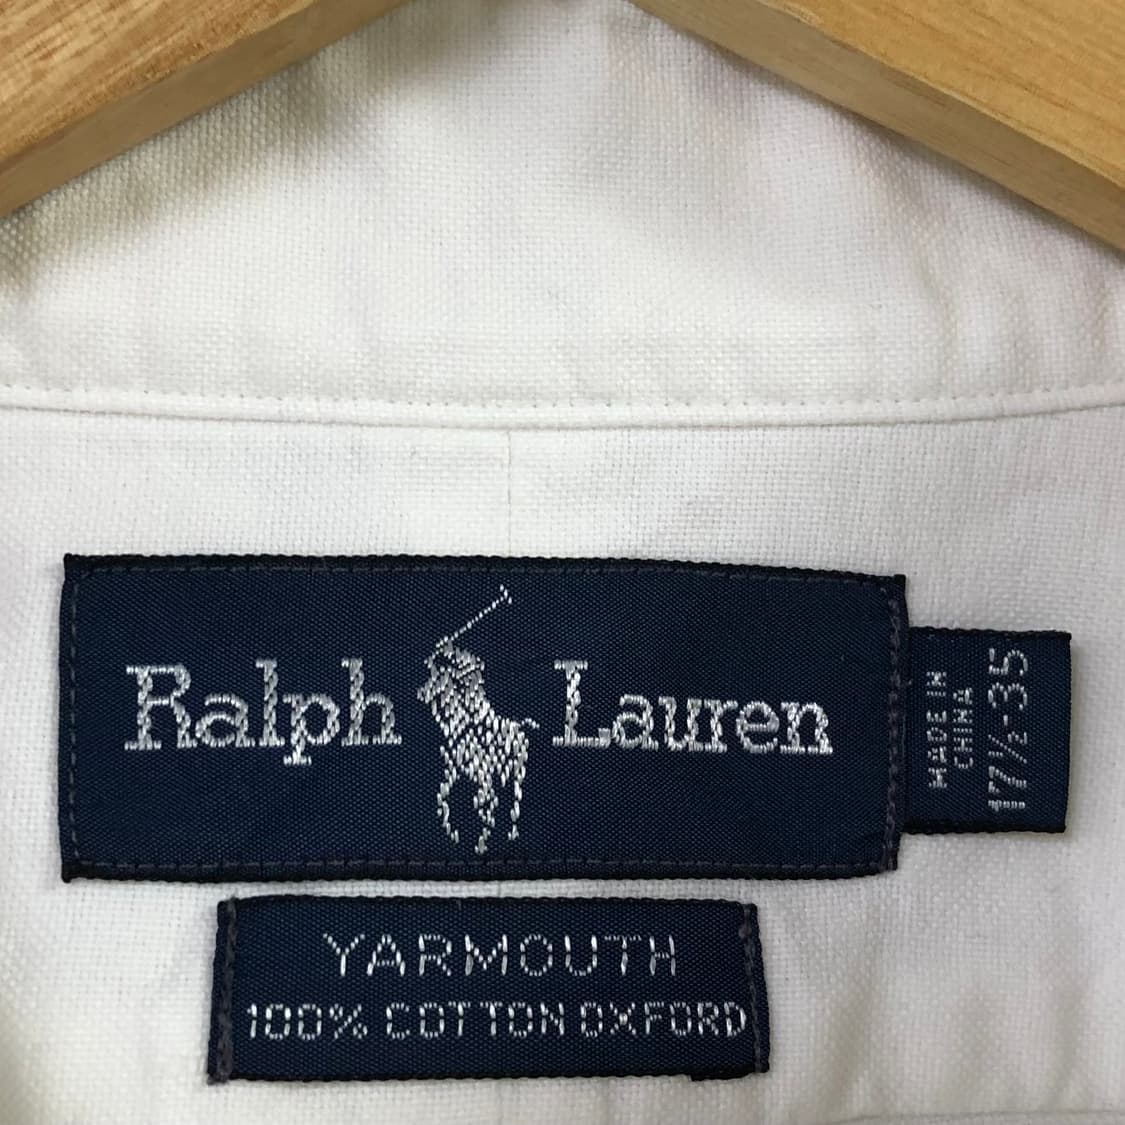 Ralph Lauren
MADE IN
CHINA
17½-35
YARMOUTH
100% COTTON OXFORD